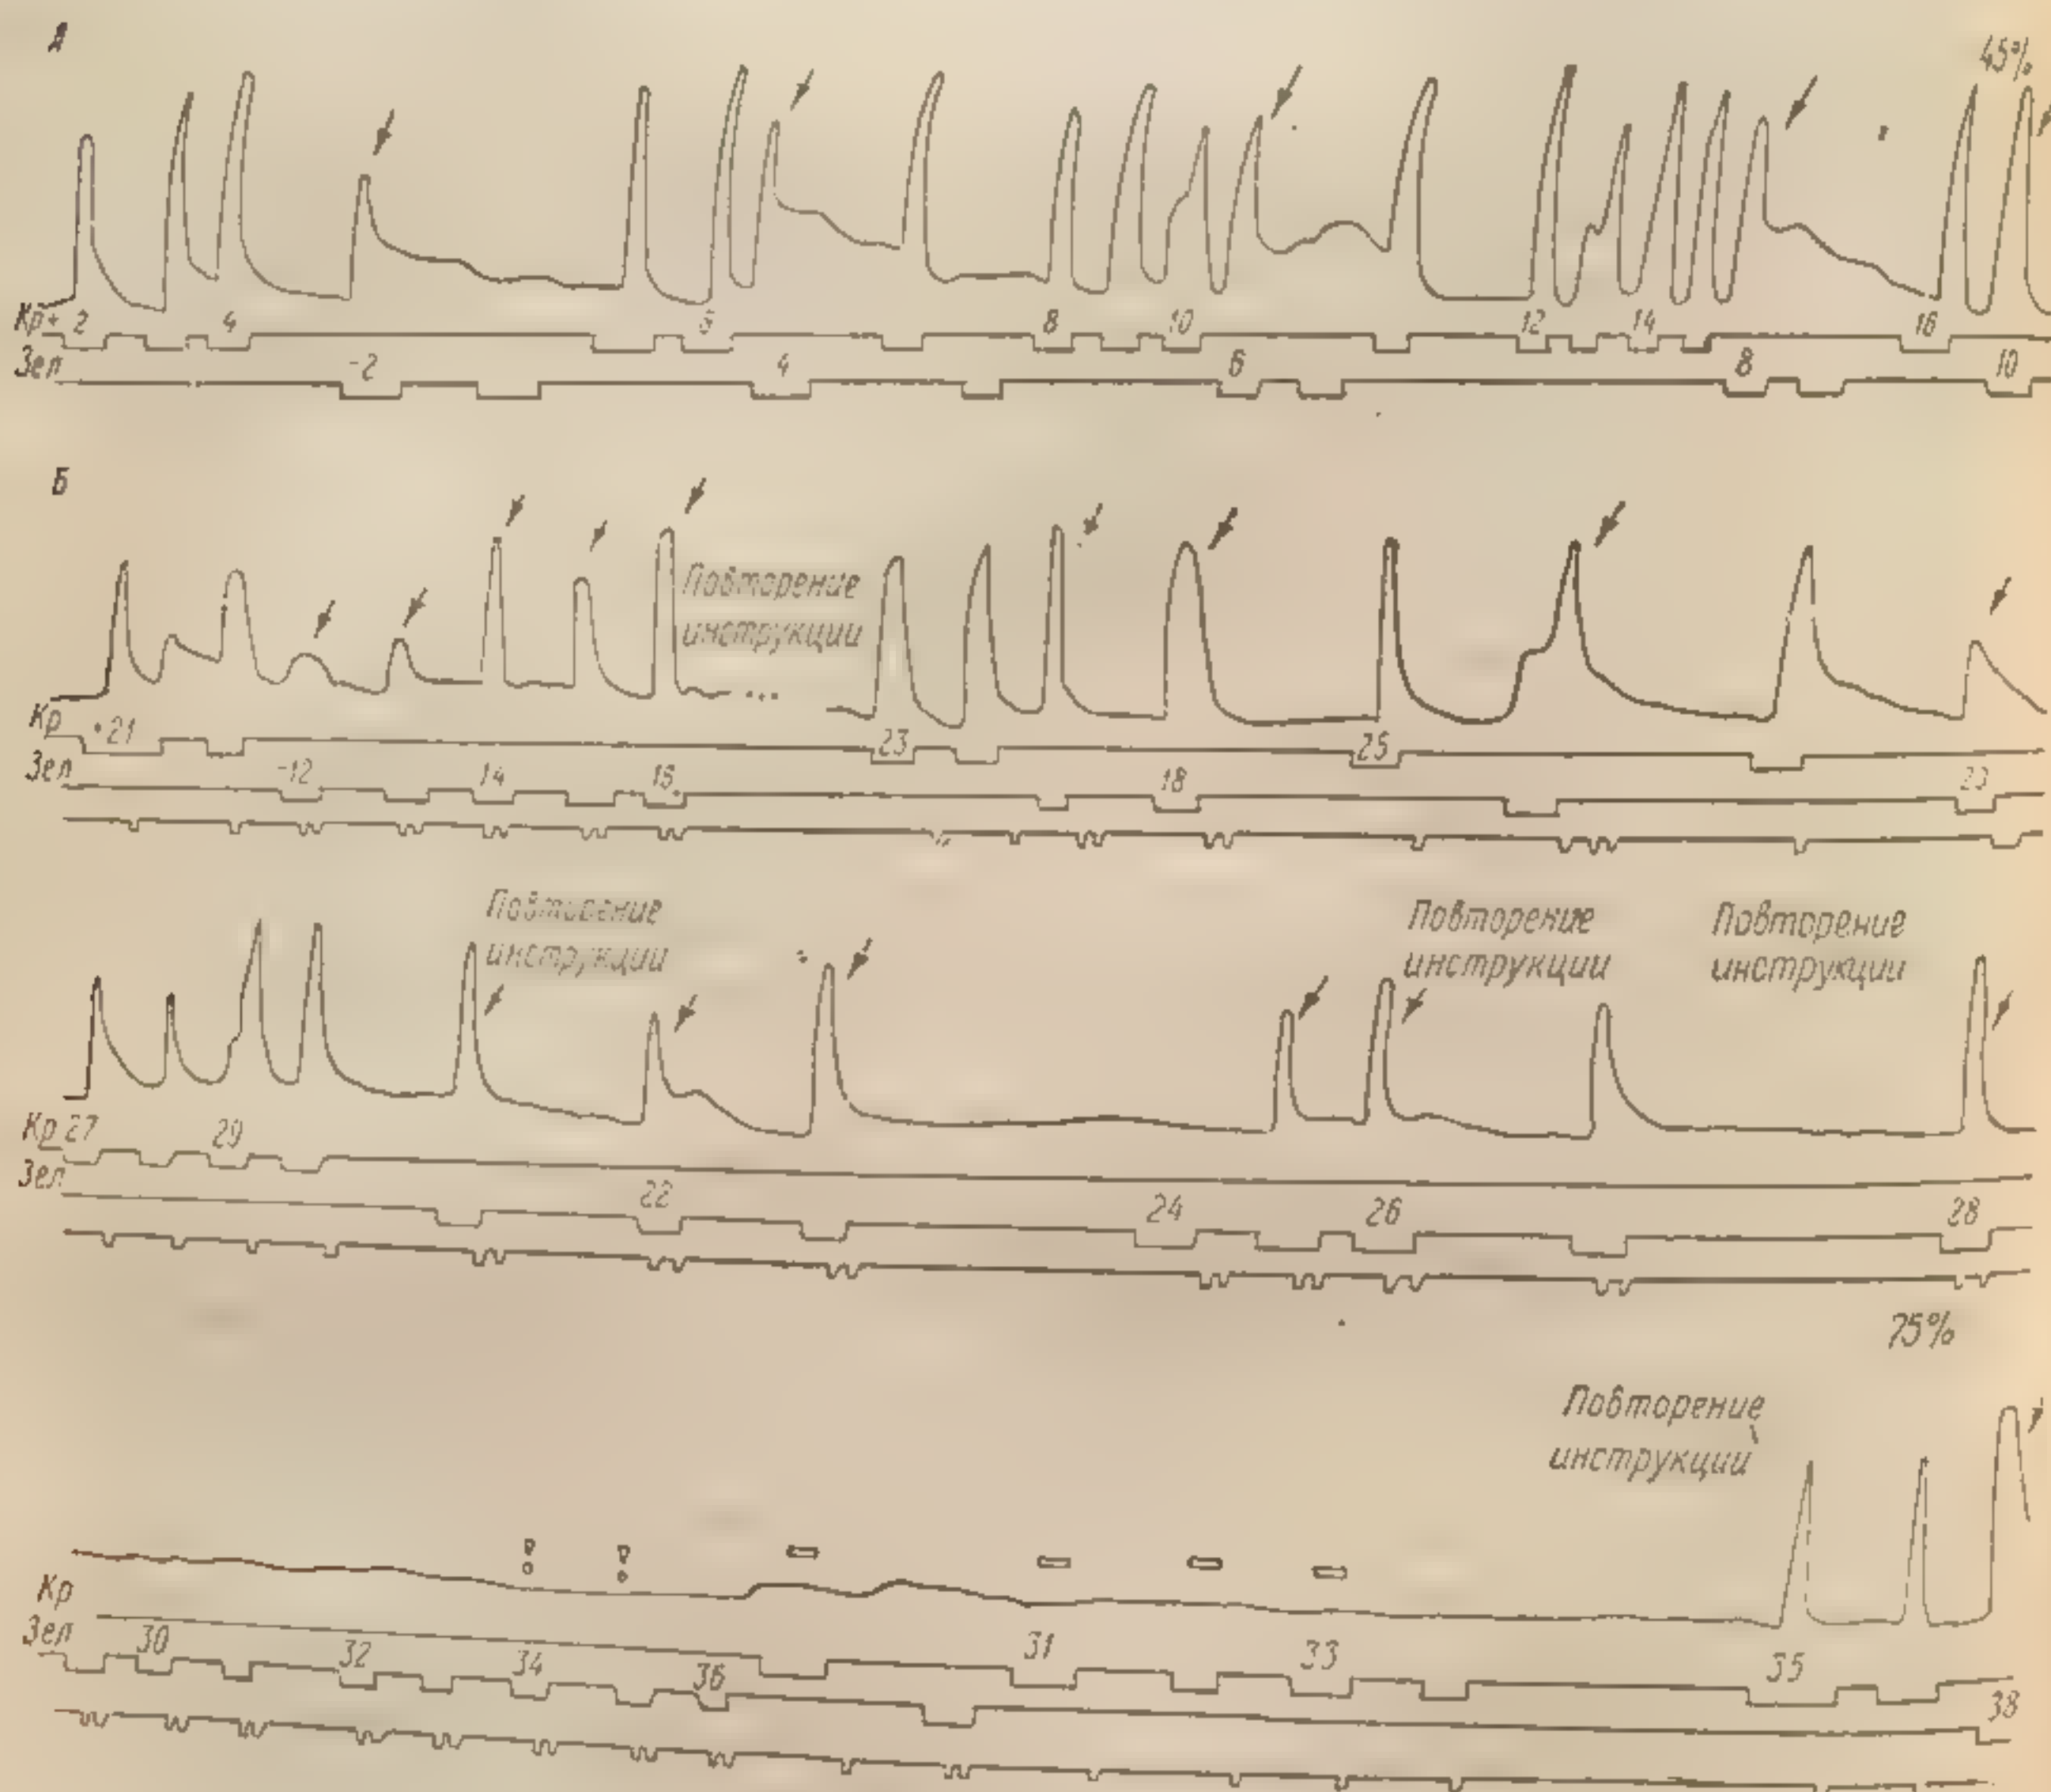 А
45%
Кр+ 2 4 6 8 10 12 14 16
Зел -2 4 6 8 10
Б
Повторение
инструкции
Кр +21 23 25
Зел -12 14 16 18 20
Повторение
инструкции
Повторение
инструкции
Повторение
инструкции
Кр 27 29
Зел 22 24 26 28
75%
Повторение
инструкции
Кр 31 33 35
Зел 30 32 34 36 38